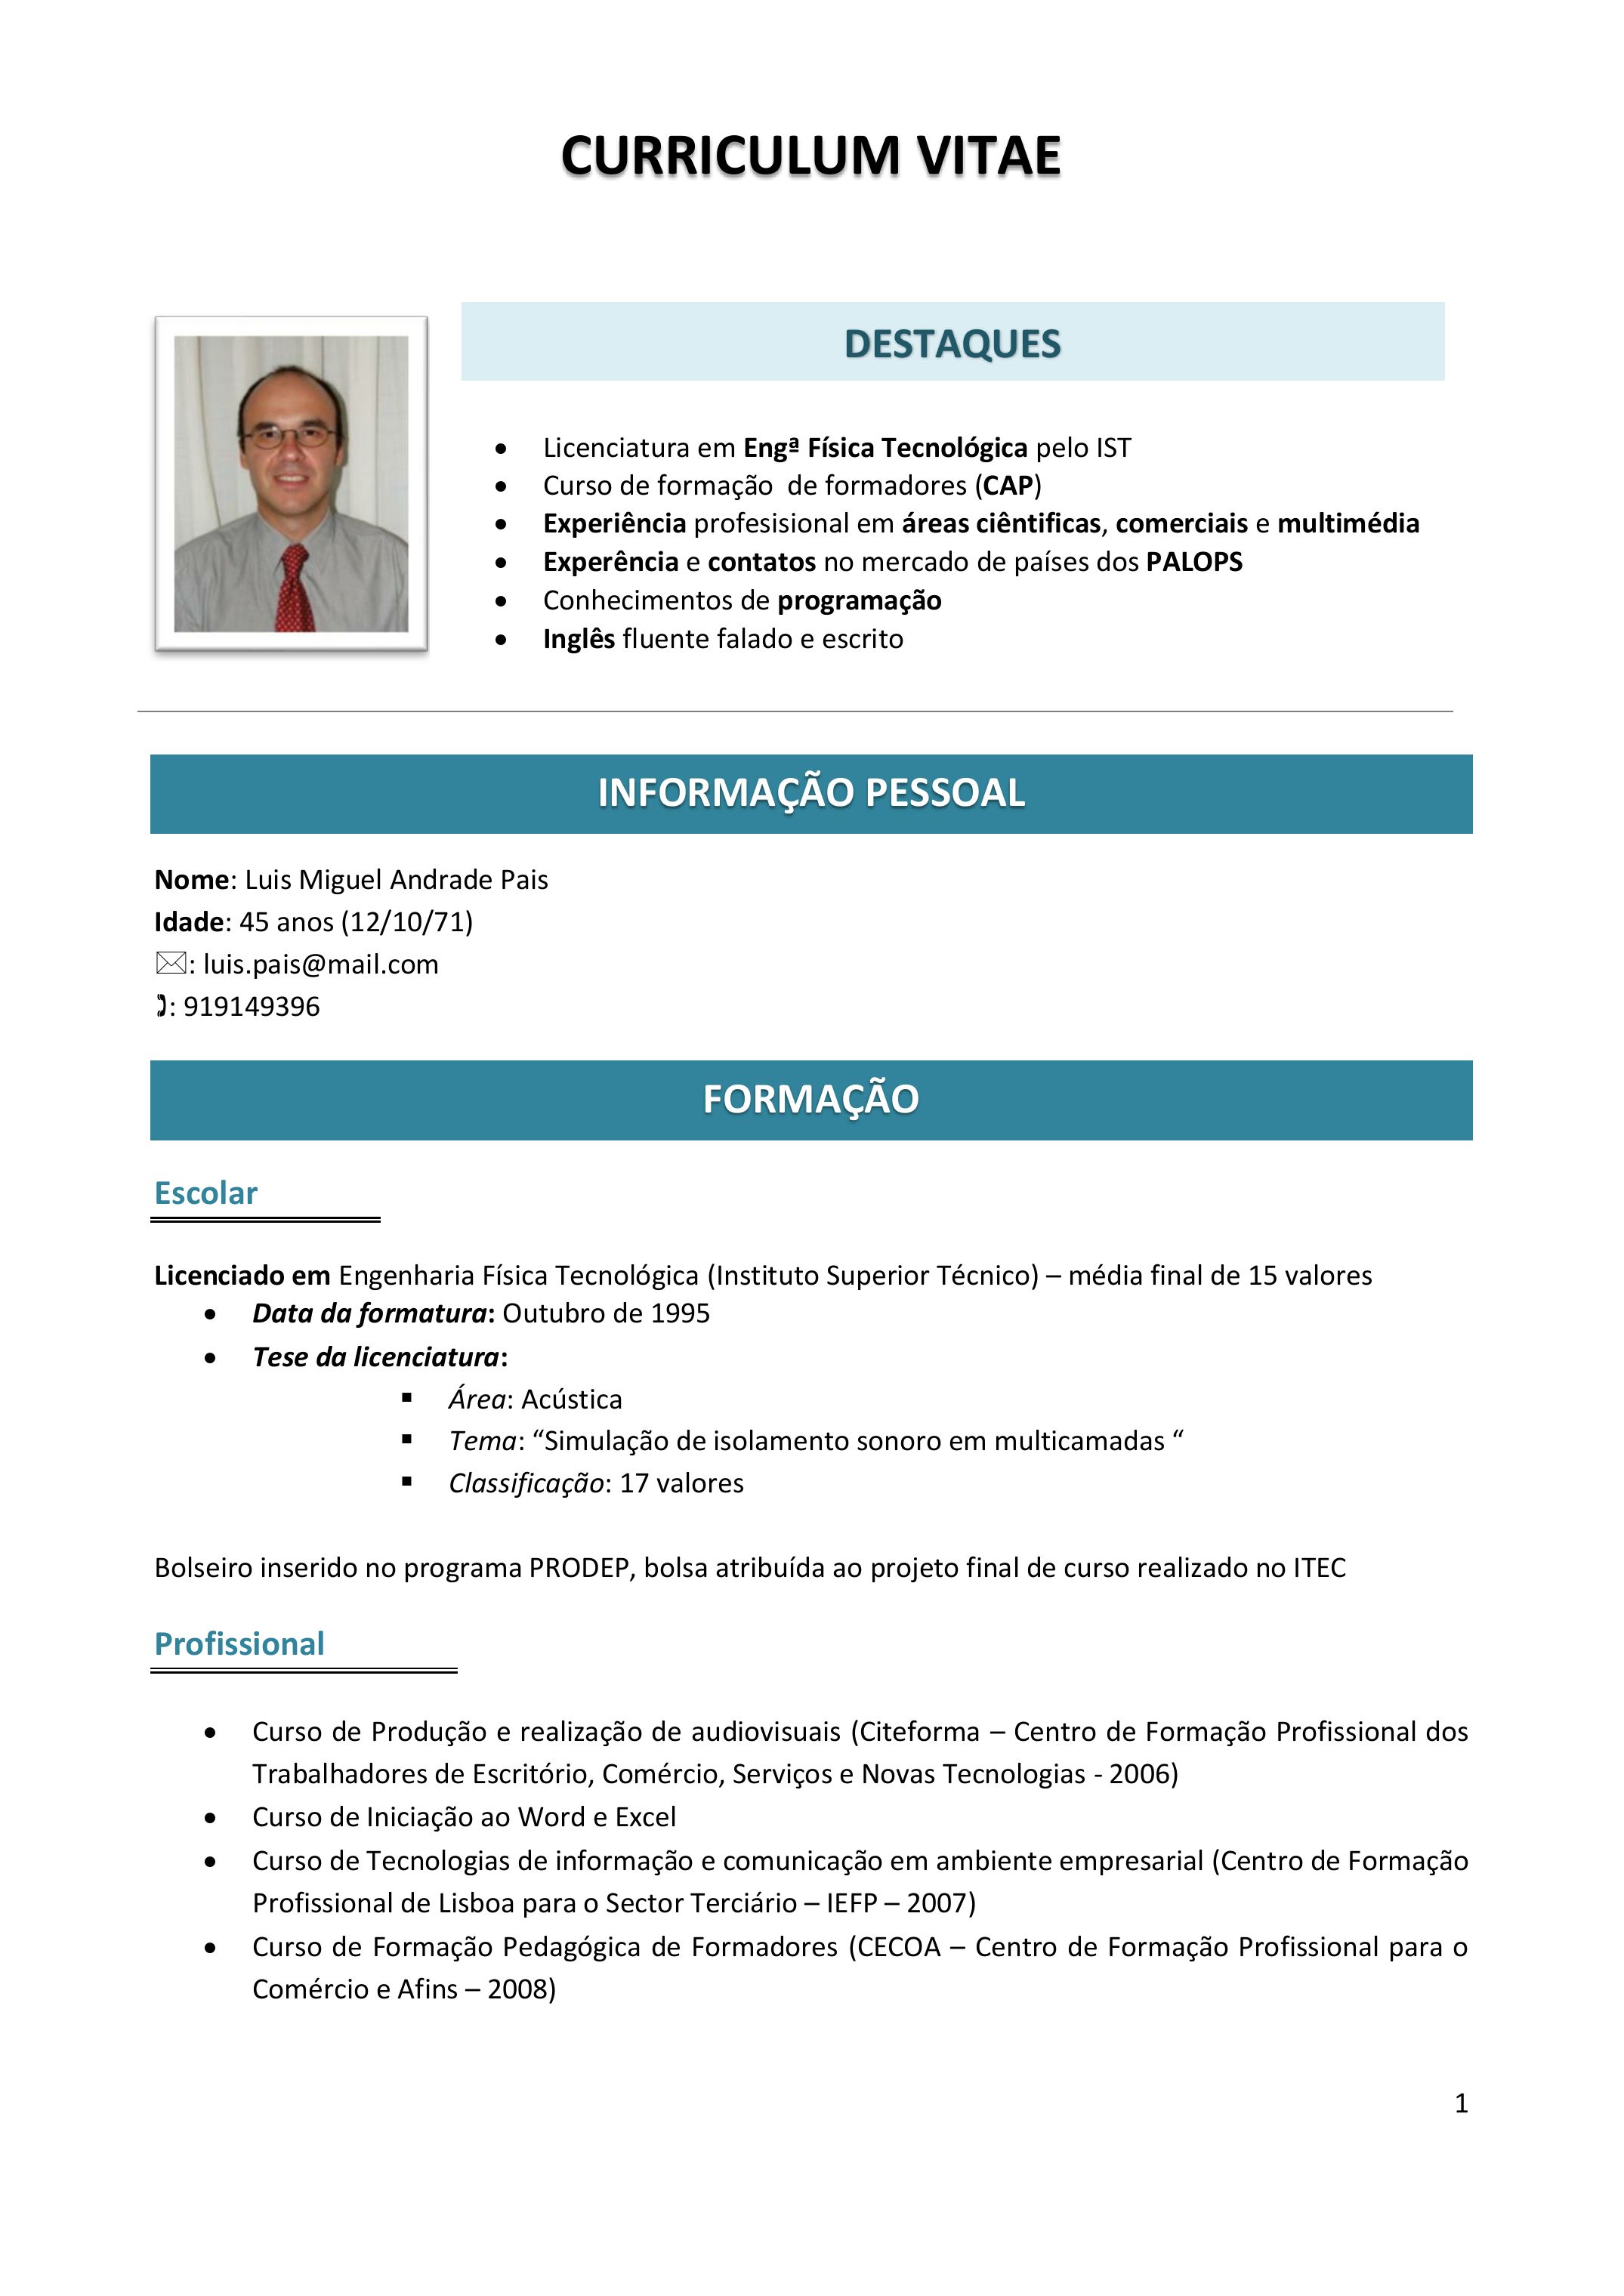 CURRICULUM VITAE
DESTAQUES
• Licenciatura em Engª Física Tecnológica pelo IST
• Curso de formação  de formadores (CAP)
• Experiência profesisional em áreas ciêntificas, comerciais e multimédia
• Experência e contatos no mercado de países dos PALOPS
• Conhecimentos de programação
• Inglês fluente falado e escrito
INFORMAÇÃO PESSOAL
Nome: Luis Miguel Andrade Pais
Idade: 45 anos (12/10/71)
: luis.pais@mail.com
: 919149396
FORMAÇÃO
Escolar
Licenciado em Engenharia Física Tecnológica (Instituto Superior Técnico) – média final de 15 valores
• Data da formatura: Outubro de 1995
• Tese da licenciatura:
▪ Área: Acústica
▪ Tema: “Simulação de isolamento sonoro em multicamadas “
▪ Classificação: 17 valores
Bolseiro inserido no programa PRODEP, bolsa atribuída ao projeto final de curso realizado no ITEC
Profissional
• Curso de Produção e realização de audiovisuais (Citeforma – Centro de Formação Profissional dos
Trabalhadores de Escritório, Comércio, Serviços e Novas Tecnologias - 2006)
• Curso de Iniciação ao Word e Excel
• Curso de Tecnologias de informação e comunicação em ambiente empresarial (Centro de Formação
Profissional de Lisboa para o Sector Terciário – IEFP – 2007)
• Curso de Formação Pedagógica de Formadores (CECOA – Centro de Formação Profissional para o
Comércio e Afins – 2008)
1